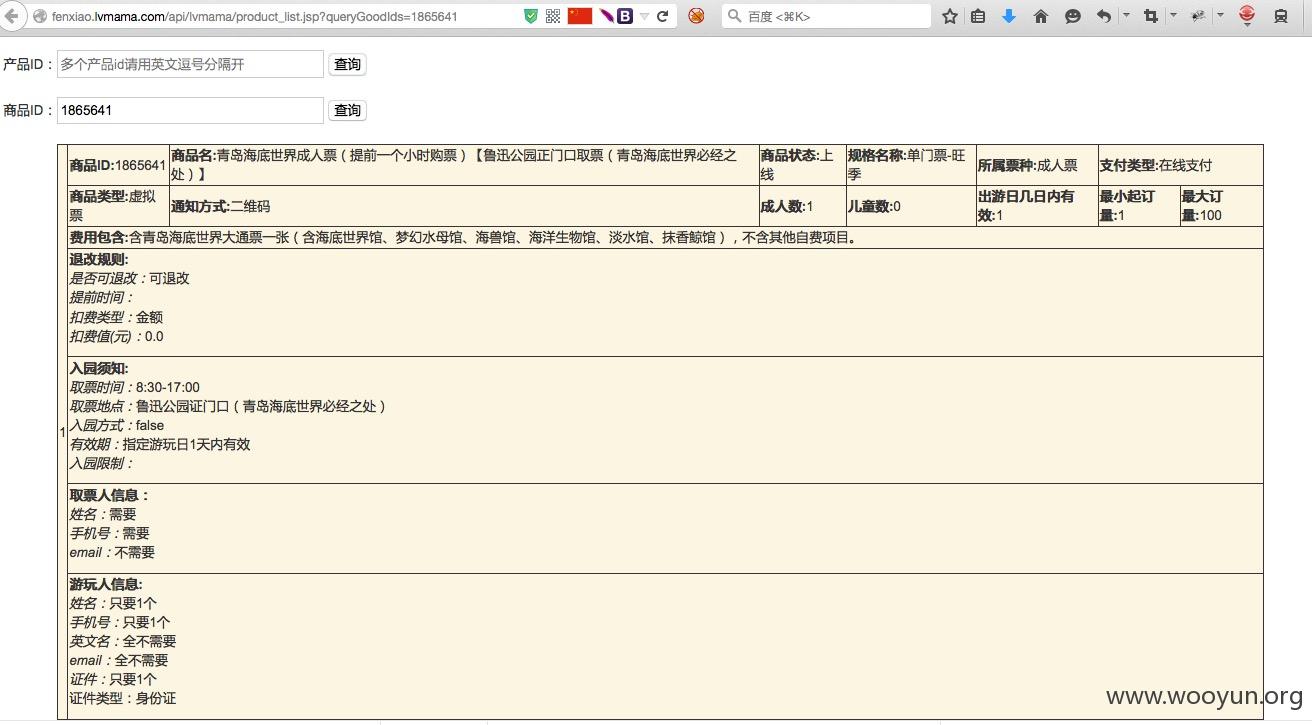 fenxiao.lvmama.com/api/lvmama/product_list.jsp?queryGoodIds=1865641
B
百度 <⌘K>
产品ID： 多个产品id请用英文逗号分隔开 查询
商品ID： 1865641 查询
商品ID:1865641 商品名:青岛海底世界成人票（提前一个小时购票）【鲁迅公园正门口取票（青岛海底世界必经之处）】 商品状态:上线 规格名称:单门票-旺季 所属票种:成人票 支付类型:在线支付
商品类型:虚拟票 通知方式:二维码 成人数:1 儿童数:0 出游日几日内有效:1 最小起订量:1 最大订量:100
费用包含:含青岛海底世界大通票一张（含海底世界馆、梦幻水母馆、海兽馆、海洋生物馆、淡水馆、抹香鲸馆），不含其他自费项目。
退改规则:
是否可退改：可退改
提前时间：
扣费类型：金额
扣费值(元)：0.0
入园须知:
取票时间：8:30-17:00
取票地点：鲁迅公园证门口（青岛海底世界必经之处）
入园方式：false
1
有效期：指定游玩日1天内有效
入园限制：
取票人信息：
姓名：需要
手机号：需要
email：不需要
游玩人信息:
姓名：只要1个
手机号：只要1个
英文名：全不需要
email：全不需要
证件：只要1个
证件类型：身份证
www.wooyun.org